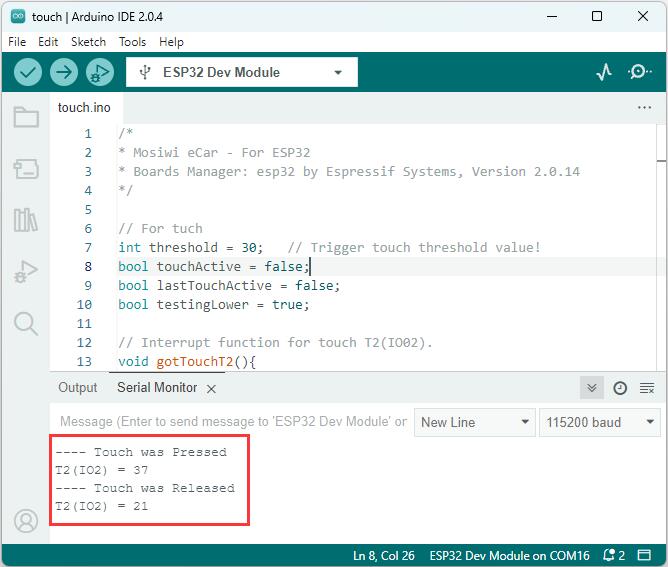 touch | Arduino IDE 2.0.4
File Edit Sketch Tools Help
ESP32 Dev Module
touch.ino
1 /*
2 * Mosiwi eCar - For ESP32
3 * Boards Manager: esp32 by Espressif Systems, Version 2.0.14
4 */
5
6 // For tuch
7 int threshold = 30;   // Trigger touch threshold value!
8 bool touchActive = false;
9 bool lastTouchActive = false;
10 bool testingLower = true;
11
12 // Interrupt function for touch T2(IO02).
13 void gotTouchT2(){
Output Serial Monitor
Message (Enter to send message to 'ESP32 Dev Module' on
New Line
115200 baud
---- Touch was Pressed
T2(IO2) = 37
---- Touch was Released
T2(IO2) = 21
Ln 8, Col 26 ESP32 Dev Module on COM16 2